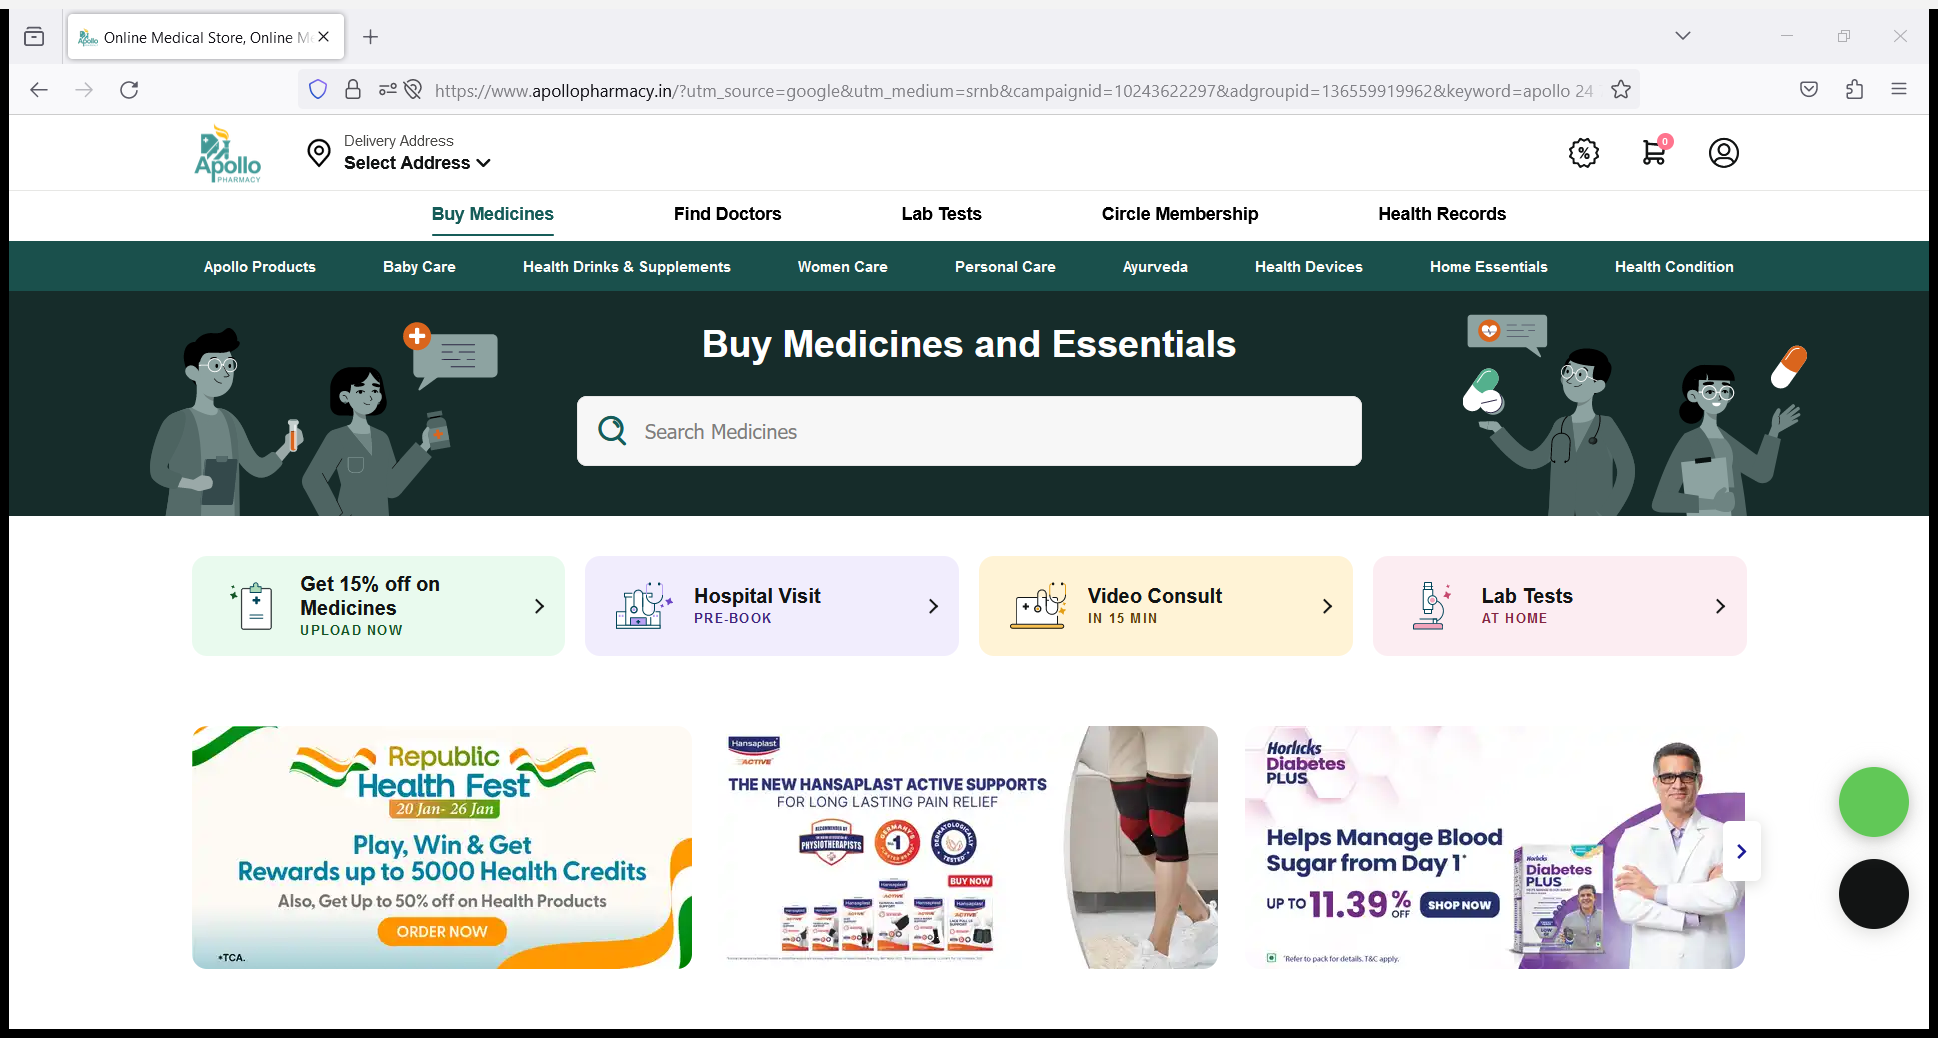 Online Medical Store, Online Me
https://www.apollopharmacy.in/?utm_source=google&utm_medium=srnb&campaignid=10243622297&adgroupid=136559919962&keyword=apollo 24
Apollo
PHARMACY
Delivery Address
Select Address
0
Buy Medicines
Find Doctors
Lab Tests
Circle Membership
Health Records
Apollo Products
Baby Care
Health Drinks & Supplements
Women Care
Personal Care
Ayurveda
Health Devices
Home Essentials
Health Condition
Buy Medicines and Essentials
Search Medicines
Get 15% off on
Medicines
UPLOAD NOW
Hospital Visit
PRE-BOOK
Video Consult
IN 15 MIN
Lab Tests
AT HOME
Republic
Health Fest
20 Jan- 26 Jan
Play, Win & Get
Rewards up to 5000 Health Credits
Also, Get Up to 50% off on Health Products
ORDER NOW
*TCA.
Hansaplast
ACTIVE
THE NEW HANSAPLAST ACTIVE SUPPORTS
FOR LONG LASTING PAIN RELIEF
PHYSIOTHERAPISTS
GERMANY'S
NO 1
DERMATOLOGICALLY
TESTED
BUY NOW
Horlicks
Diabetes
PLUS
Helps Manage Blood
Sugar from Day 1*
UP TO 11.39% OFF
SHOP NOW
Horlicks
Diabetes
PLUS
*Refer to pack for details. T&C apply.